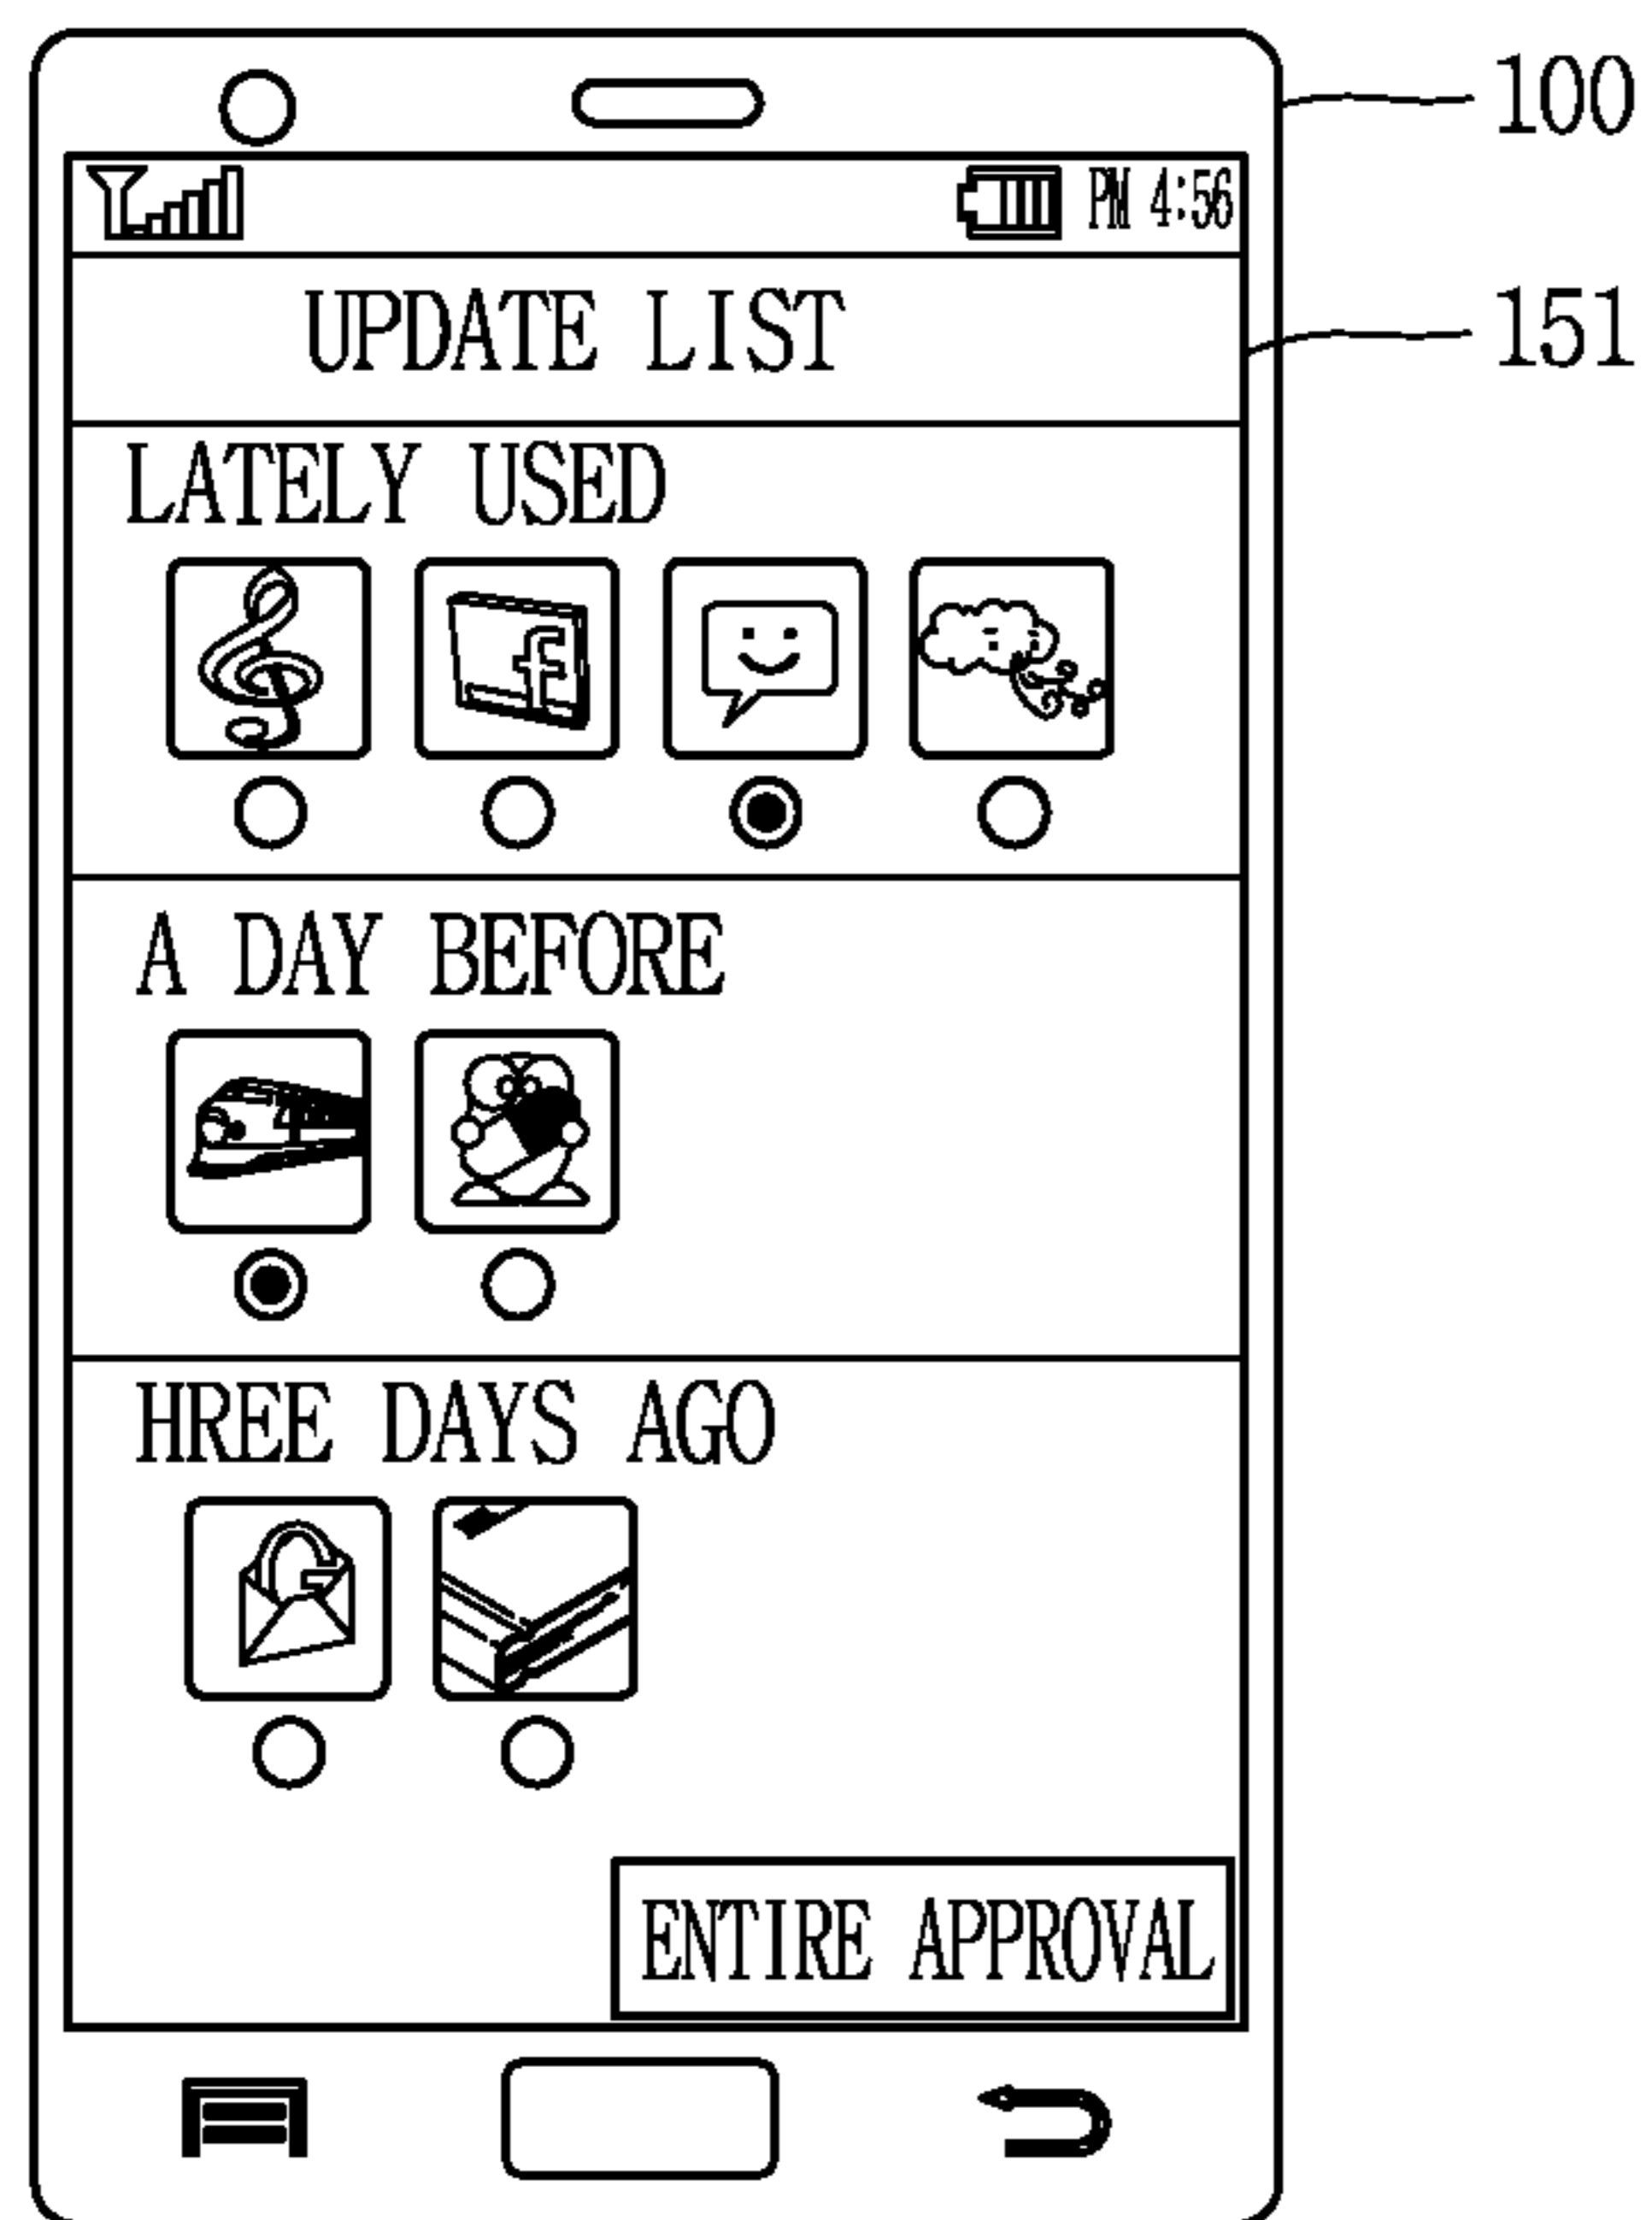 100
PM 4:56
UPDATE LIST
151
LATELY USED
f
A DAY BEFORE
HREE DAYS AGO
ENTIRE APPROVAL